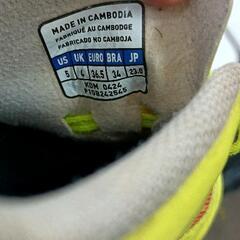 MADE IN CAMBODIA
FABRIQUÉ AU CAMBODGE
FABRICADO NO CAMBOJA
US UK EURO BRA JP
5 4 36.5 34 23.0
KDM 0424
F1SB242545